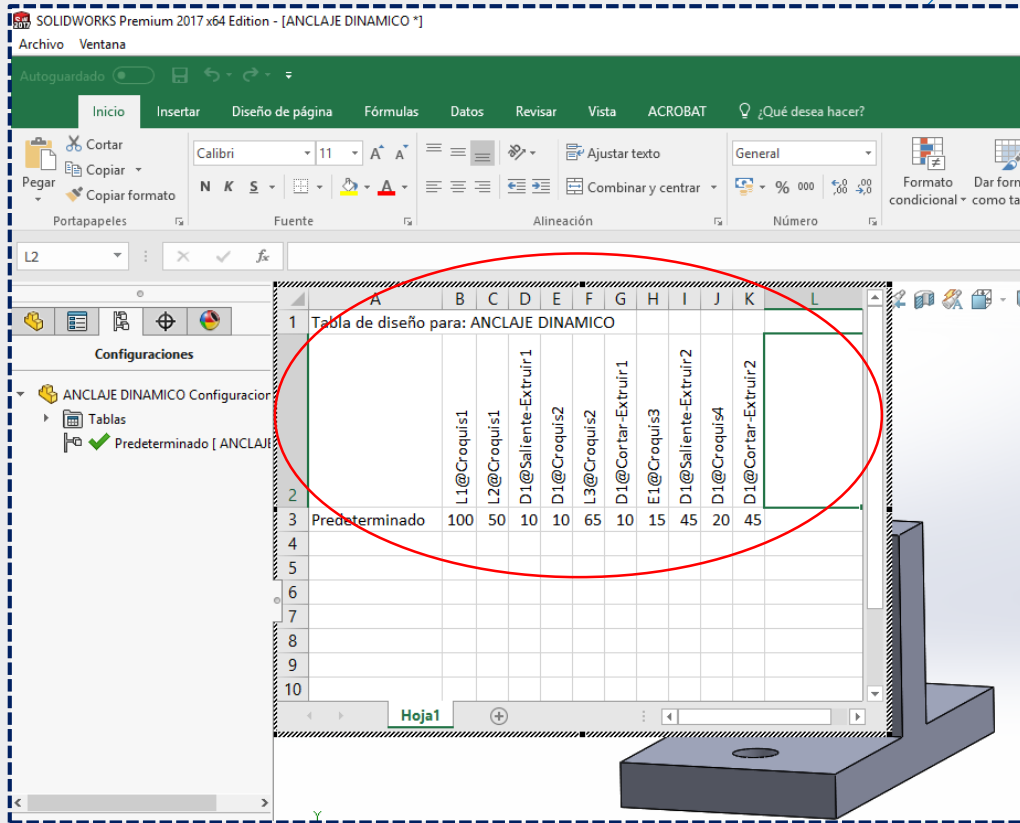 SOLIDWORKS Premium 2017 x64 Edition - [ANCLAJE DINAMICO *]
Archivo Ventana
Autoguardado
Inicio Insertar Diseño de página Fórmulas Datos Revisar Vista ACROBAT ¿Qué desea hacer?
Pegar
Cortar
Copiar
Copiar formato
Portapapeles
Calibri 11 A A
N K S A
Fuente
Ajustar texto
Combinar y centrar
Alineación
General
% 000
Número
Formato condicional
Dar forn
como ta
L2 fx
Configuraciones
ANCLAJE DINAMICO Configuracior
Tablas
Predeterminado [ ANCLAJE
A B C D E F G H I J K L
1 Tabla de diseño para: ANCLAJE DINAMICO
2 L1@Croquis1 L2@Croquis1 D1@Saliente-Extruir1 D1@Croquis2 L3@Croquis2 D1@Cortar-Extruir1 E1@Croquis3 D1@Saliente-Extruir2 D1@Croquis4 D1@Cortar-Extruir2
3 Predeterminado 100 50 10 10 65 10 15 45 20 45
4
5
6
7
8
9
10
Hoja1
Y